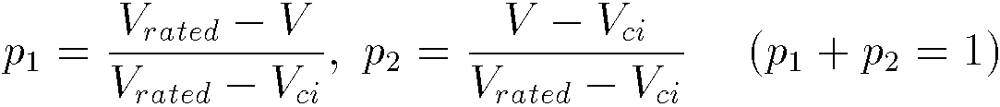 p_1 = \frac{V_{rated} - V}{V_{rated} - V_{ci}}, p_2 = \frac{V - V_{ci}}{V_{rated} - V_{ci}} (p_1 + p_2 = 1)